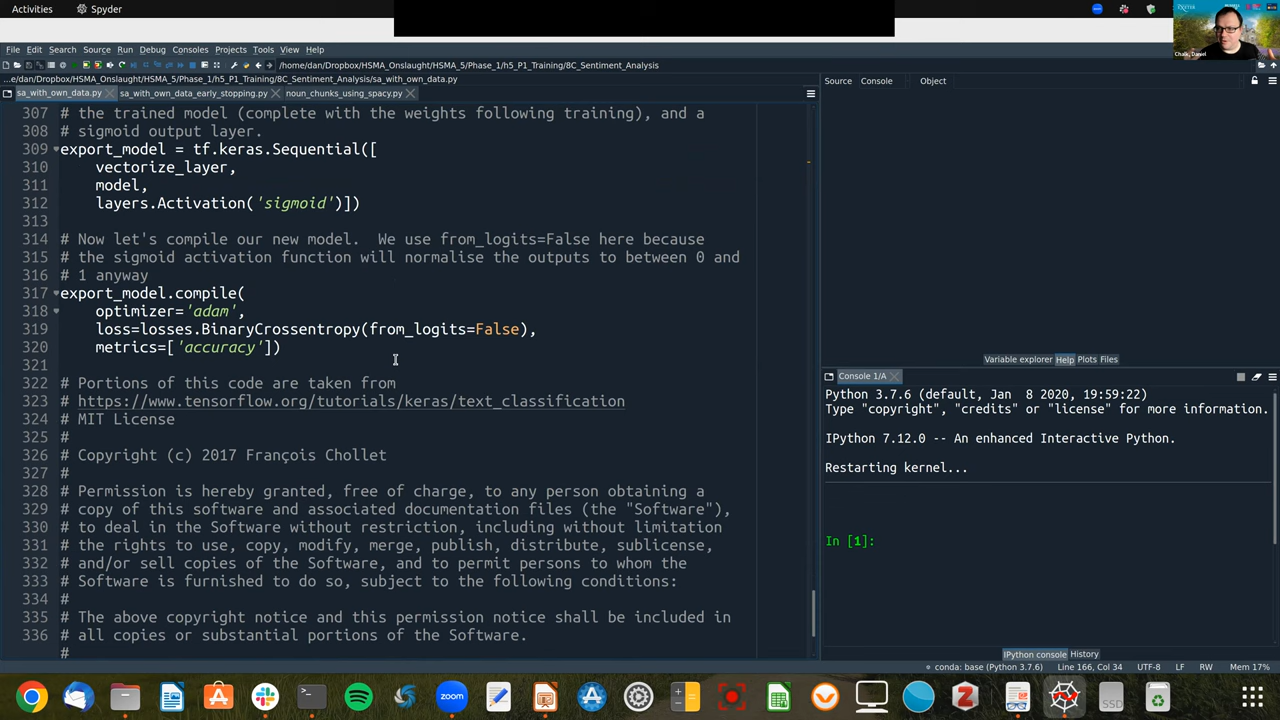 Activities
Spyder
File Edit Search Source Run Debug Consoles Projects Tools View Help
/home/dan/Dropbox/HSMA_Onslaught/HSMA_5/Phase_1/h5_P1_Training/8C_Sentiment_Analysis
...e/dan/Dropbox/HSMA_Onslaught/HSMA_5/Phase_1/h5_P1_Training/8C_Sentiment_Analysis/sa_with_own_data.py
sa_with_own_data.py sa_with_own_data_early_stopping.py noun_chunks_using_spacy.py
307 # the trained model (complete with the weights following training), and a
308 # sigmoid output layer.
309 export_model = tf.keras.Sequential([
310 vectorize_layer,
311 model,
312 layers.Activation('sigmoid')])
313
314 # Now let's compile our new model.  We use from_logits=False here because
315 # the sigmoid activation function will normalise the outputs to between 0 and
316 # 1 anyway
317 export_model.compile(
318 optimizer='adam',
319 loss=losses.BinaryCrossentropy(from_logits=False),
320 metrics=['accuracy'])
321
322 # Portions of this code are taken from
323 # https://www.tensorflow.org/tutorials/keras/text_classification
324 # MIT License
325 #
326 # Copyright (c) 2017 François Chollet
327 #
328 # Permission is hereby granted, free of charge, to any person obtaining a
329 # copy of this software and associated documentation files (the "Software"),
330 # to deal in the Software without restriction, including without limitation
331 # the rights to use, copy, modify, merge, publish, distribute, sublicense,
332 # and/or sell copies of the Software, and to permit persons to whom the
333 # Software is furnished to do so, subject to the following conditions:
334 #
335 # The above copyright notice and this permission notice shall be included in
336 # all copies or substantial portions of the Software.
#
Source Console Object
Variable explorer Help Plots Files
Console 1/A
Python 3.7.6 (default, Jan  8 2020, 19:59:22)
Type "copyright", "credits" or "license" for more information.
IPython 7.12.0 -- An enhanced Interactive Python.
Restarting kernel...
In [1]:
IPython console History
conda: base (Python 3.7.6) Line 166, Col 34 UTF-8 LF RW Mem 17%
zoom
SSD
Chalk, Daniel